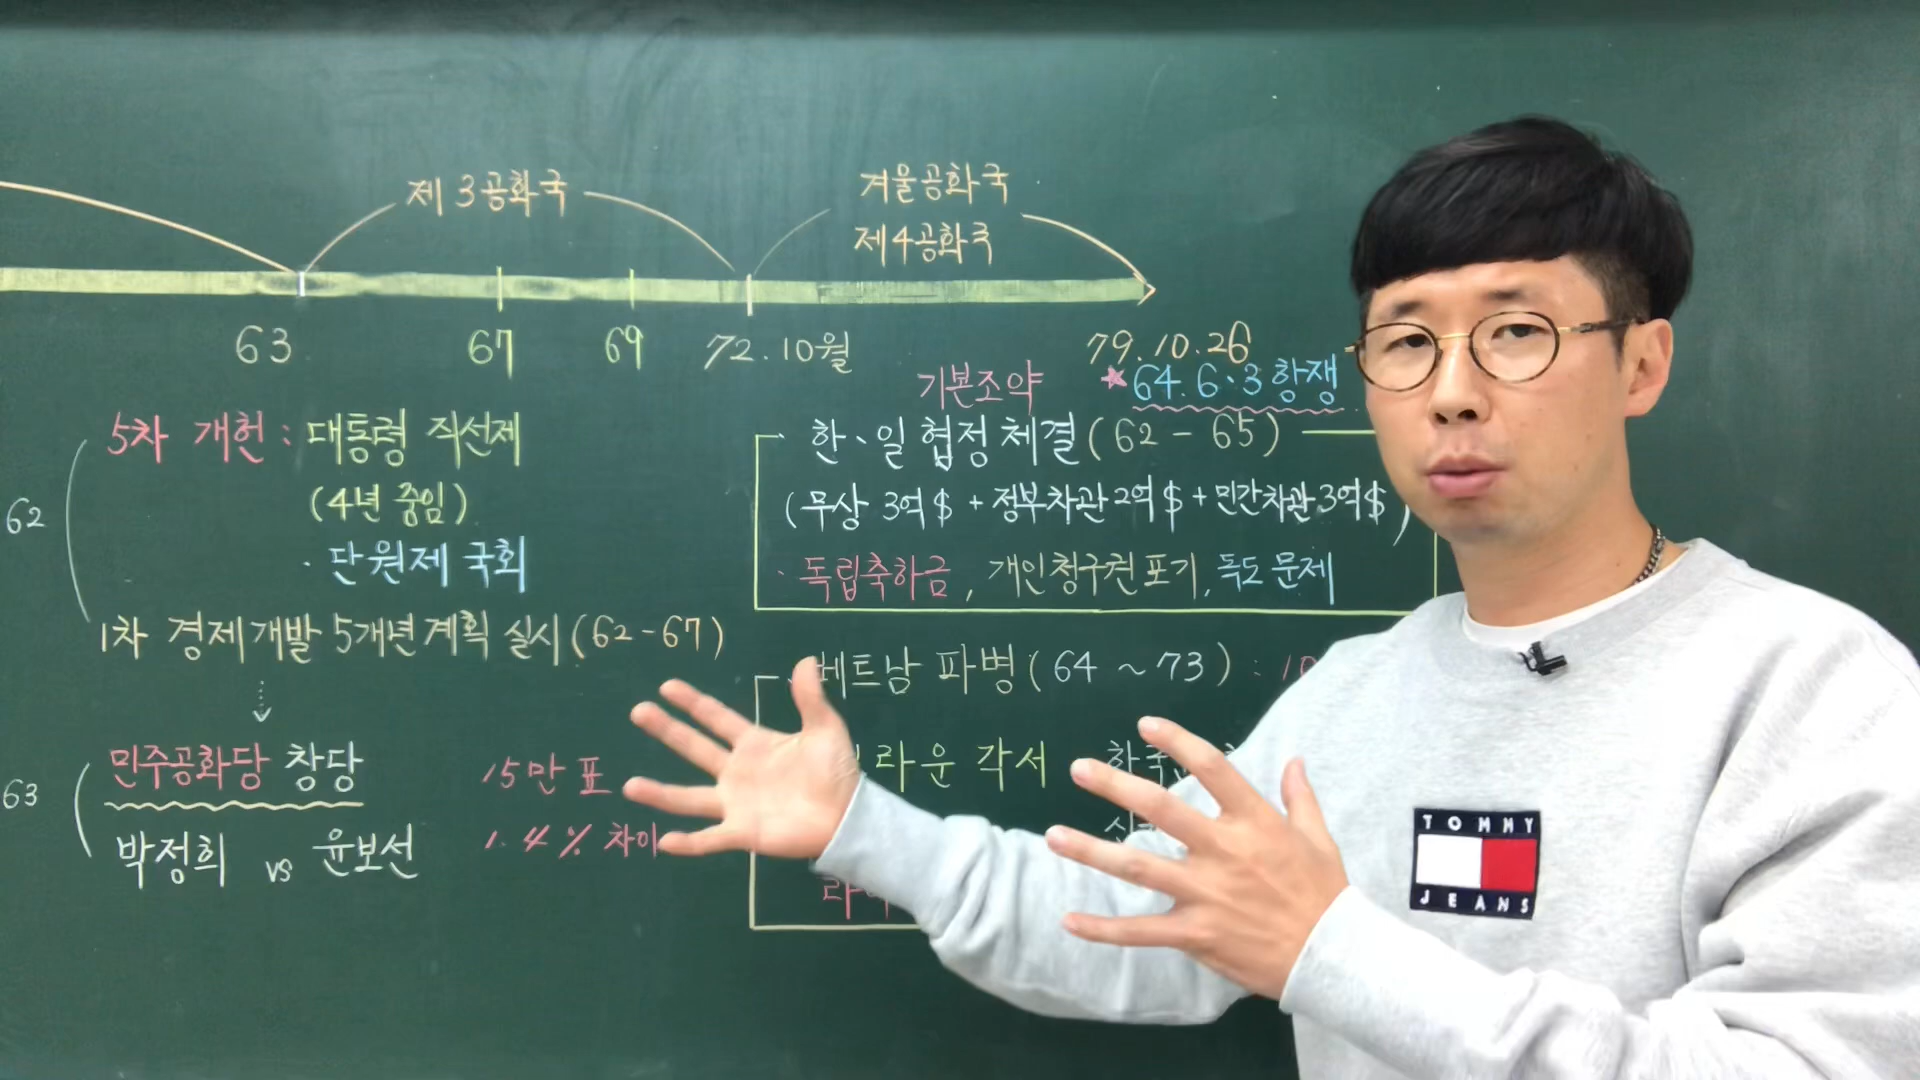 제3공화국
겨울공화국
제4공화국
63
67
69
72.10월
79.10.26
62
5차 개헌 : 대통령 직선제
(4년 중임)
· 단원제 국회
1차 경제개발 5개년계획 실시(62-67)
63
민주공화당 창당
박정희 vs 윤보선
15만 표
1.4% 차이
기본조약
★64.6.3 항쟁
· 한、일 협정 체결(62 - 65)
(무상 3억$ + 정부차관 2억$ + 민간차관 3억$)
· 독립축하금, 개인청구권 포기, 독도 문제
베트남 파병(64 ~ 73) : 10
라운 각서
한국
TOMMY
JEANS